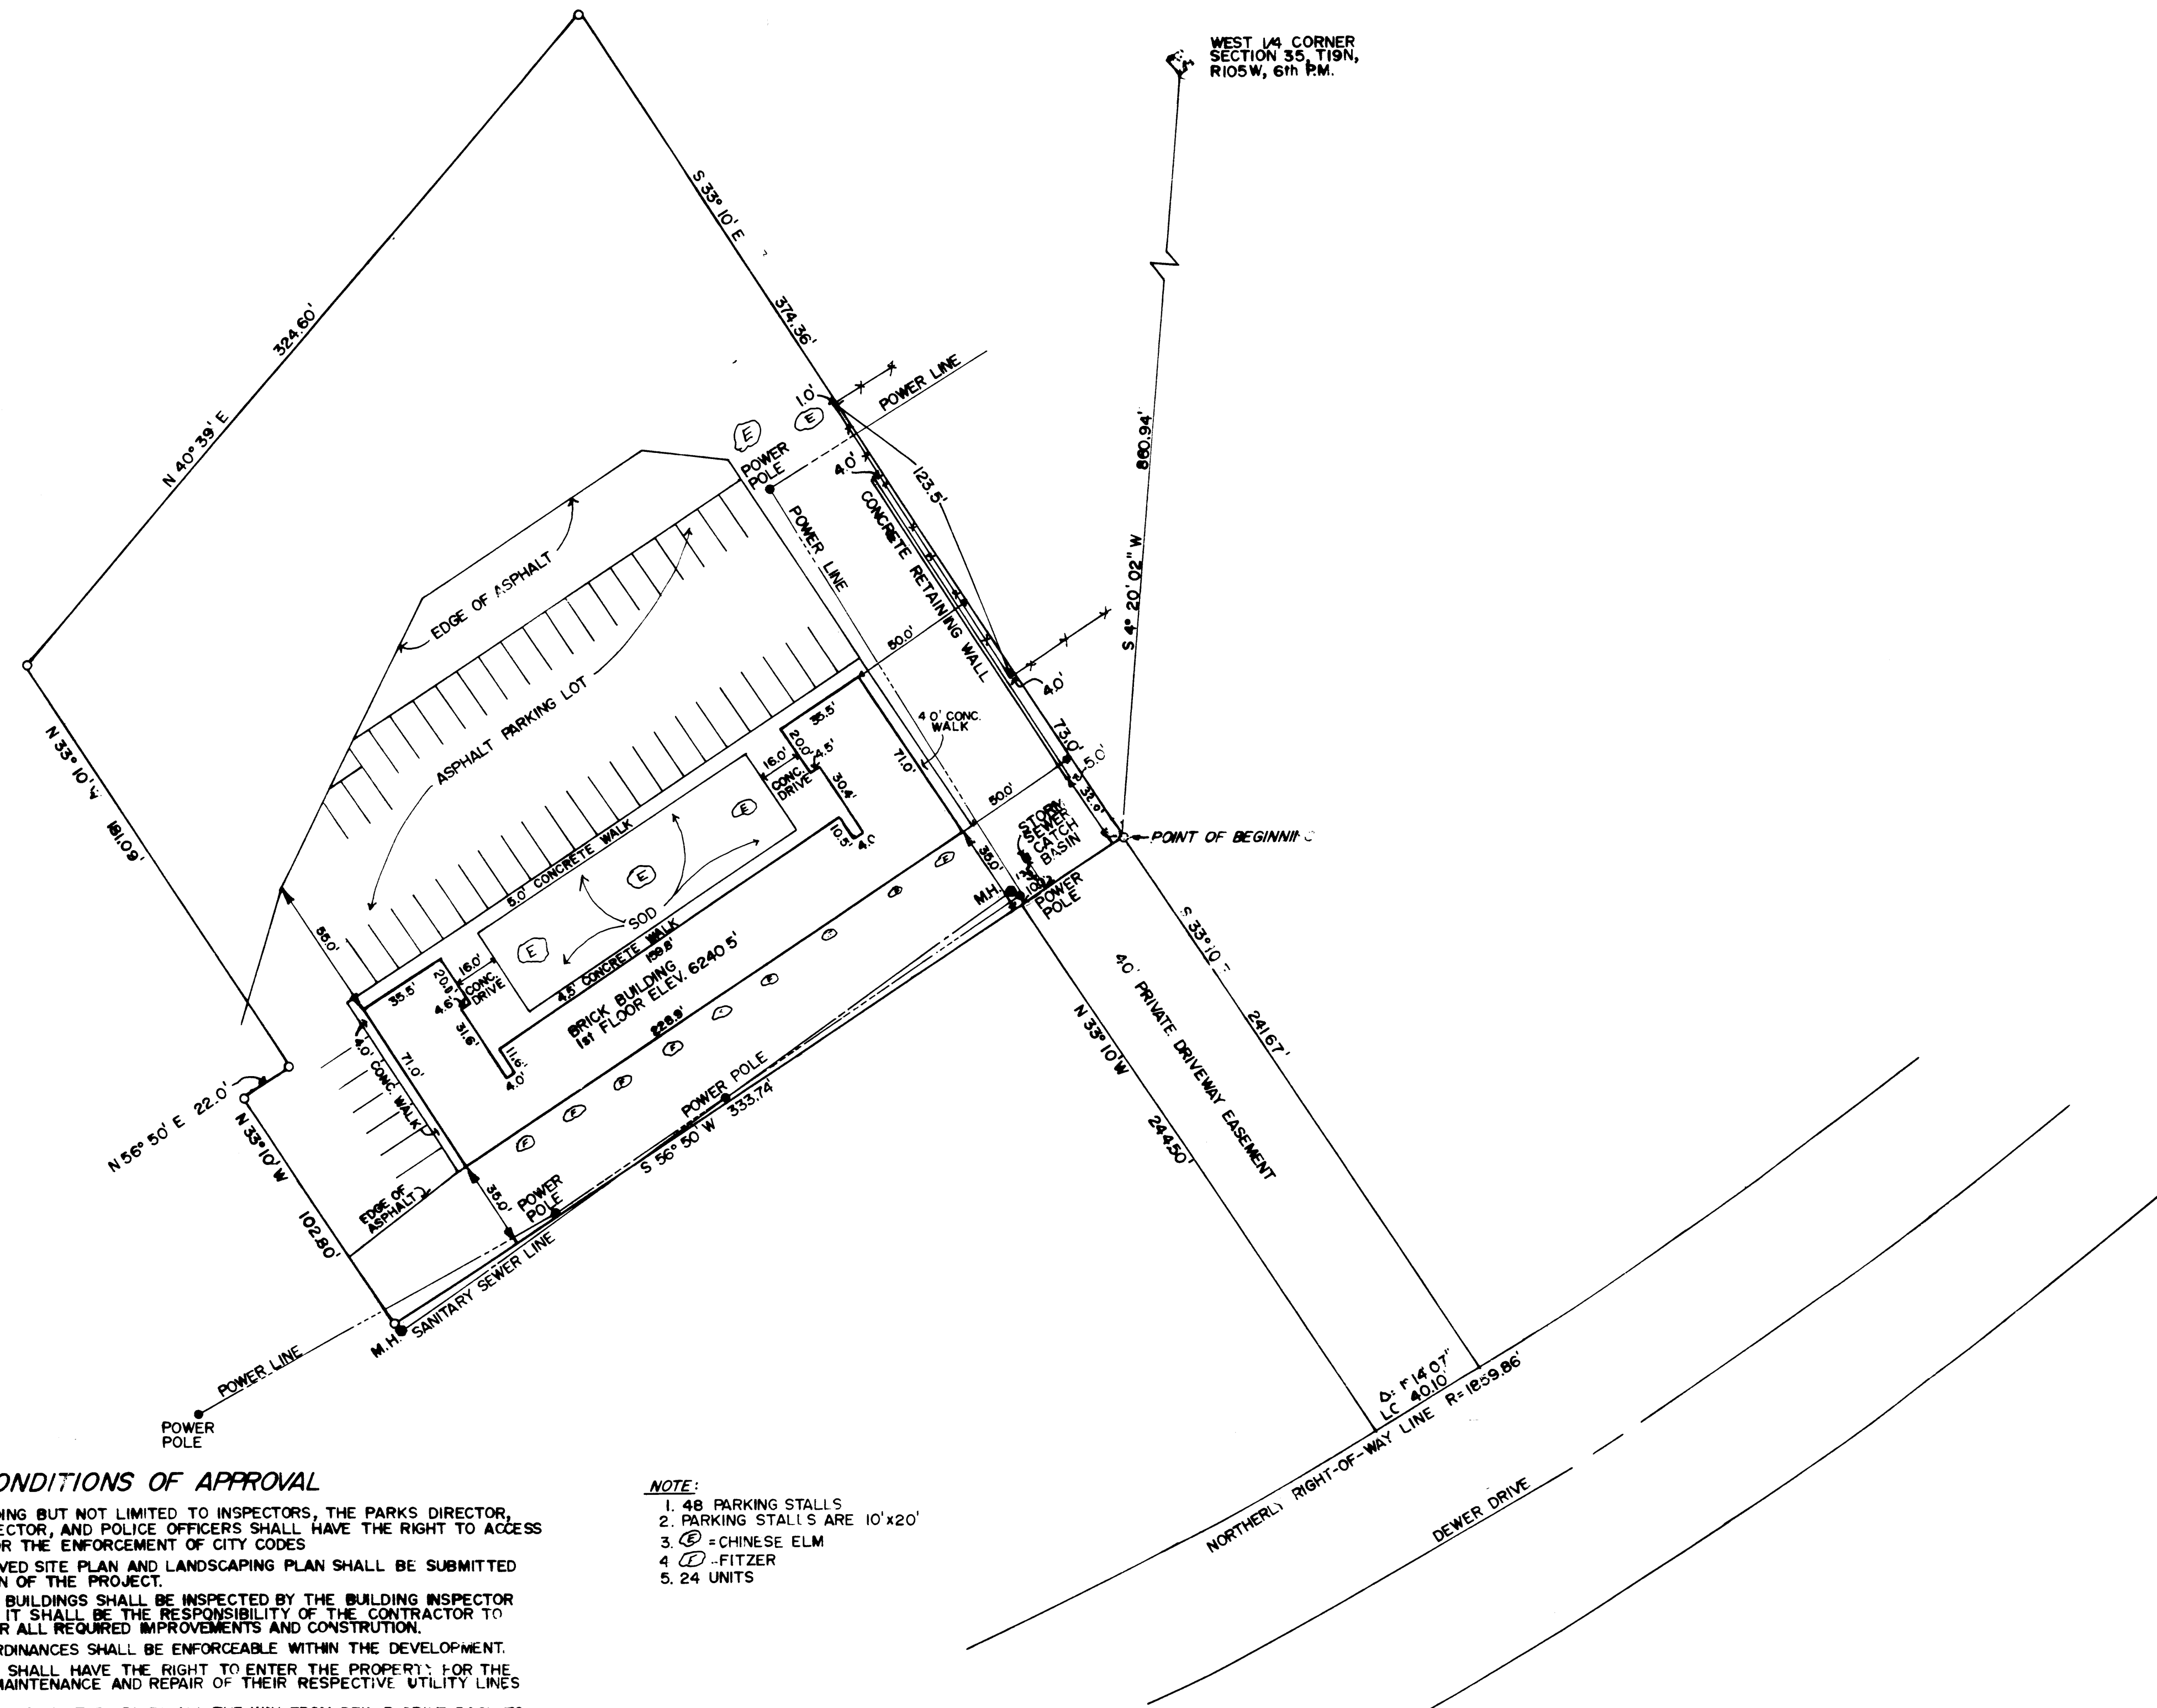 WEST 1/4 CORNER
SECTION 35, T19N,
R105W, 6th P.M.
S 33° 10' E
374.36'
324.60'
N 40° 39' E
1.0'
POWER LINE
E
E
POWER
POLE
4.0'
123.5'
860.94'
S 4° 20' 02" W
CONCRETE RETAINING WALL
POWER LINE
EDGE OF ASPHALT
50.0'
ASPHALT PARKING LOT
4.0'
35.5'
4 0' CONC.
WALK
73.0'
5.0'
20.0'
4.5'
16.0'
CONC.
DRIVE
71.0'
30.4'
50.0'
32.0'
N 33° 10'
181.09'
E
10.5'
4.0'
STORM
SEWER
CATCH
BASIN
POINT OF BEGINNING
5.0' CONCRETE WALK
E
SOD
E
35.0'
M.H.
POWER
POLE
55.0'
4.5' CONCRETE WALK
159.8'
BRICK BUILDING
1st FLOOR ELEV. 6240 5'
228.9'
20.0'
16.0'
CONC.
DRIVE
4.6'
35.5'
31.6'
11.6'
4.0'
4.0' CONC. WALK
71.0'
S 33° 10'
241.67'
40' PRIVATE DRIVEWAY EASEMENT
N 33° 10' W
244.50'
POWER POLE
333.74'
S 56° 50' W
F
F
F
F
N 56° 50' E 22.0'
N 33° 10' W
102.80'
EDGE OF
ASPHALT
35.0'
POWER
POLE
SANITARY SEWER LINE
M.H.
POWER LINE
POWER
POLE
Δ= 1° 14' 07"
LC 40.10'
R=1859.86'
NORTHERLY RIGHT-OF-WAY LINE
DEWER DRIVE
ONDITIONS OF APPROVAL
ING BUT NOT LIMITED TO INSPECTORS, THE PARKS DIRECTOR,
ECTOR, AND POLICE OFFICERS SHALL HAVE THE RIGHT TO ACCESS
R THE ENFORCEMENT OF CITY CODES
VED SITE PLAN AND LANDSCAPING PLAN SHALL BE SUBMITTED
N OF THE PROJECT.
BUILDINGS SHALL BE INSPECTED BY THE BUILDING INSPECTOR
IT SHALL BE THE RESPONSIBILITY OF THE CONTRACTOR TO
R ALL REQUIRED IMPROVEMENTS AND CONSTRUTION.
RDINANCES SHALL BE ENFORCEABLE WITHIN THE DEVELOPMENT.
SHALL HAVE THE RIGHT TO ENTER THE PROPERTY FOR THE
MAINTENANCE AND REPAIR OF THEIR RESPECTIVE UTILITY LINES
NOTE:
1. 48 PARKING STALLS
2. PARKING STALLS ARE 10'x20'
3. E = CHINESE ELM
4 F -FITZER
5. 24 UNITS